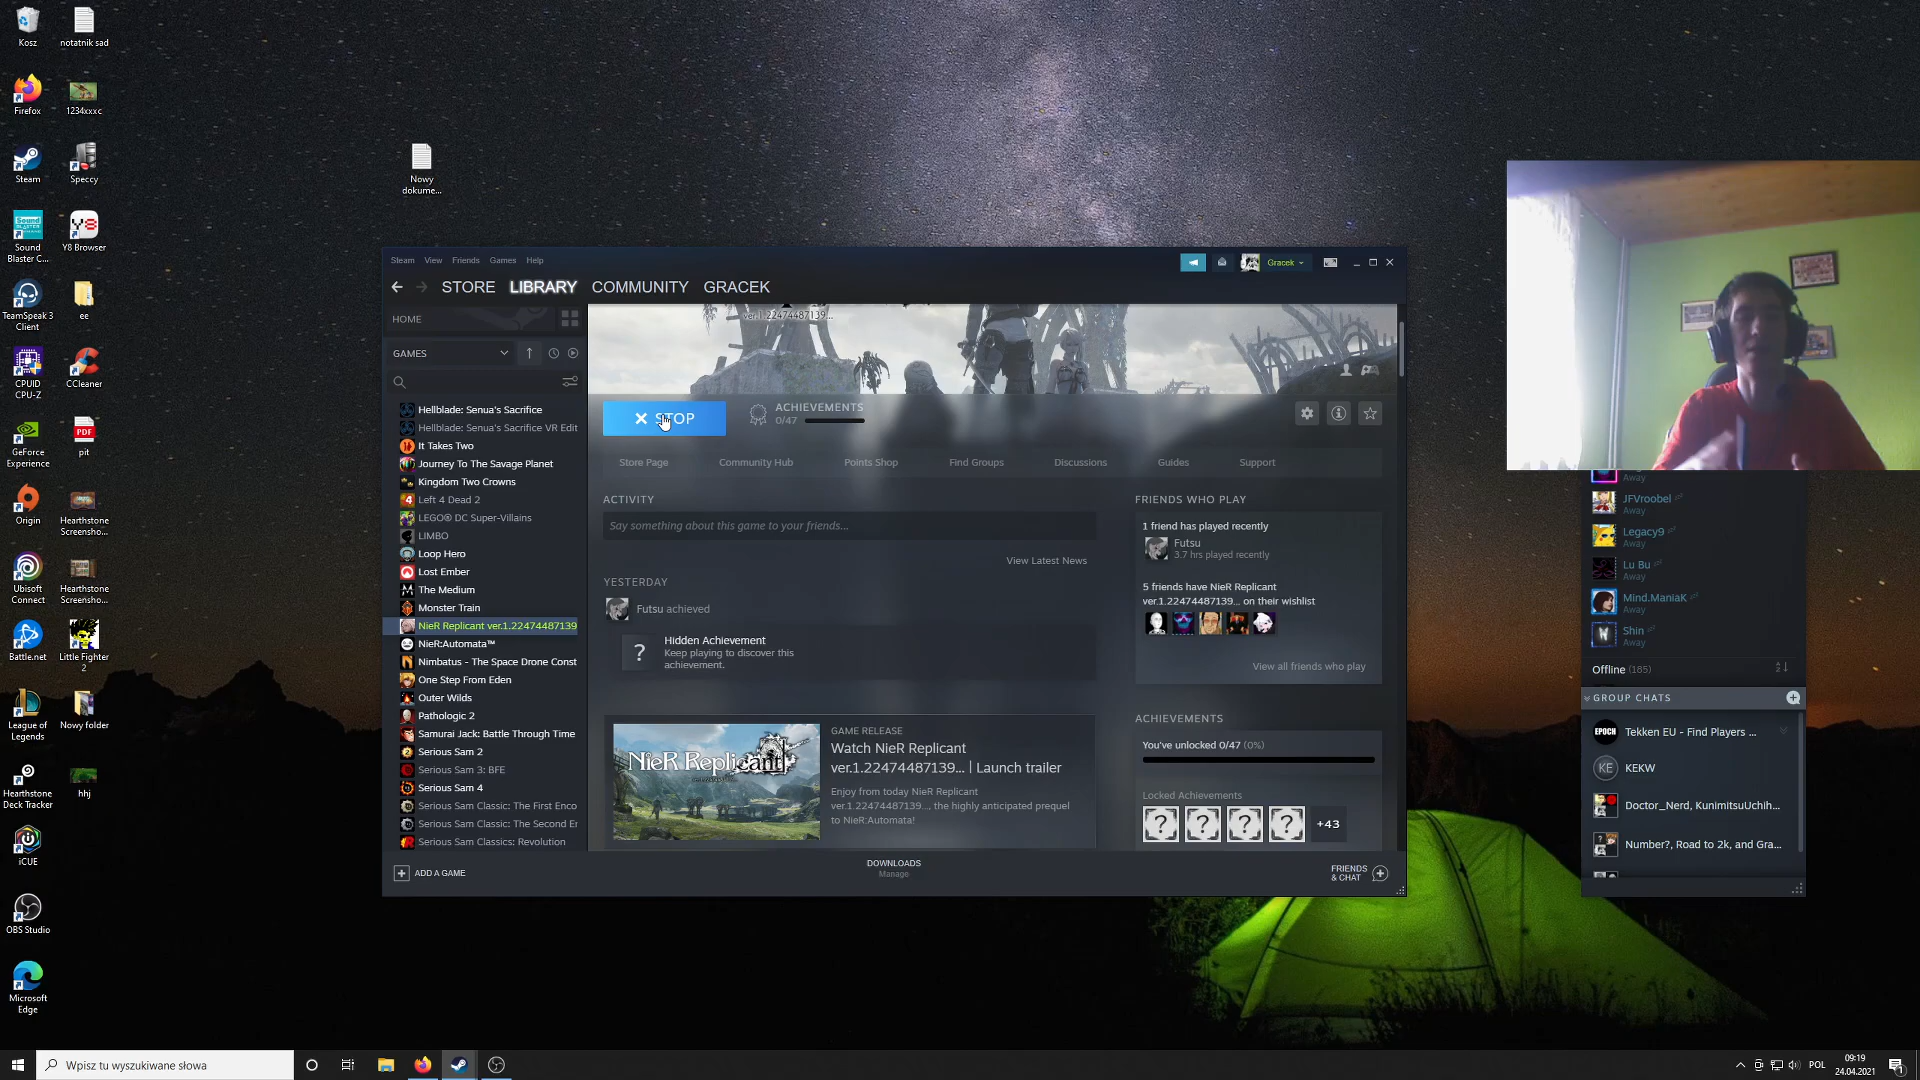 Kosz
notatnik sad
Firefox
1234xxxc
Steam
Speccy
Sound
Blaster C...
Y8 Browser
TeamSpeak 3
Client
ee
CPUID
CPU-Z
CCleaner
GeForce
Experience
pit
Origin
Hearthstone
Screensho...
Ubisoft
Connect
Hearthstone
Screensho...
Battle.net
Little Fighter
2
League of
Legends
Nowy folder
Hearthstone
Deck Tracker
hhj
iCUE
OBS Studio
Microsoft
Edge
Nowy
dokume...
Steam View Friends Games Help
Gracek
STORE LIBRARY COMMUNITY GRACEK
HOME
GAMES
Hellblade: Senua's Sacrifice
Hellblade: Senua's Sacrifice VR Edit
It Takes Two
Journey To The Savage Planet
Kingdom Two Crowns
Left 4 Dead 2
LEGO® DC Super-Villains
LIMBO
Loop Hero
Lost Ember
The Medium
Monster Train
NieR Replicant ver.1.22474487139
NieR:Automata™
Nimbatus - The Space Drone Const
One Step From Eden
Outer Wilds
Pathologic 2
Samurai Jack: Battle Through Time
Serious Sam 2
Serious Sam 3: BFE
Serious Sam 4
Serious Sam Classic: The First Enco
Serious Sam Classic: The Second Er
Serious Sam Classics: Revolution
ADD A GAME
ver.1.22474487139...
STOP
ACHIEVEMENTS
0/47
Store Page Community Hub Points Shop Find Groups Discussions Guides Support
ACTIVITY
Say something about this game to your friends...
View Latest News
YESTERDAY
Futsu achieved
Hidden Achievement
Keep playing to discover this
achievement.
NieR Replicant
GAME RELEASE
Watch NieR Replicant
ver.1.22474487139... | Launch trailer
Enjoy from today NieR Replicant
ver.1.22474487139..., the highly anticipated prequel
to NieR:Automata!
FRIENDS WHO PLAY
1 friend has played recently
Futsu
3.7 hrs played recently
5 friends have NieR Replicant
ver.1.22474487139... on their wishlist
View all friends who play
ACHIEVEMENTS
You've unlocked 0/47 (0%)
Locked Achievements
+43
DOWNLOADS
Manage
FRIENDS
& CHAT
Away
JFVroobel
Away
Legacy9
Away
Lu Bu
Away
Mind.ManiaK
Away
Shin
Away
Offline (185)
GROUP CHATS
EPOCH
Tekken EU - Find Players ...
KE
KEKW
Doctor_Nerd, KunimitsuUchih...
Number?, Road to 2k, and Gra...
Wpisz tu wyszukiwane słowa
POL
09:19
24.04.2021
1